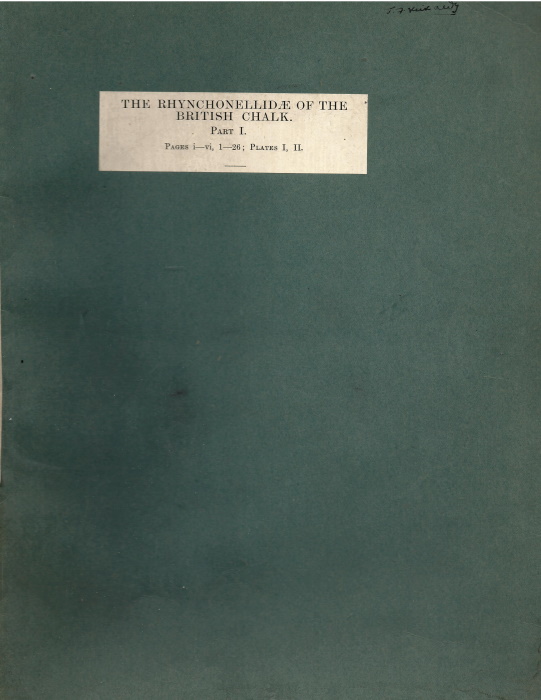 THE RHYNCHONELLIDÆ OF THE
BRITISH CHALK.
PART I.
PAGES i—vi, 1—26; PLATES I, II.